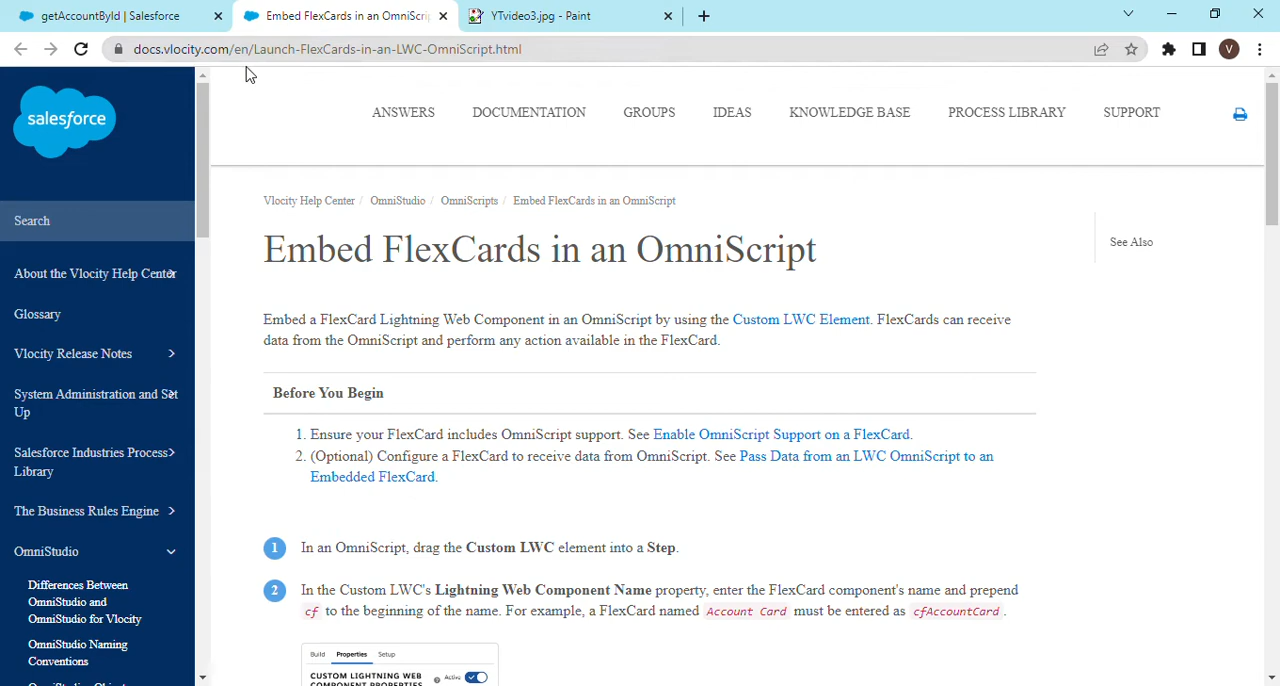 getAccountById | Salesforce
Embed FlexCards in an OmniScrip
YTvideo3.jpg - Paint
docs.vlocity.com/en/Launch-FlexCards-in-an-LWC-OmniScript.html
V
salesforce
ANSWERS
DOCUMENTATION
GROUPS
IDEAS
KNOWLEDGE BASE
PROCESS LIBRARY
SUPPORT
Search
About the Vlocity Help Center
Glossary
Vlocity Release Notes
System Administration and Set
Up
Salesforce Industries Process
Library
The Business Rules Engine
OmniStudio
Differences Between
OmniStudio and
OmniStudio for Vlocity
OmniStudio Naming
Conventions
Vlocity Help Center / OmniStudio / OmniScripts / Embed FlexCards in an OmniScript
Embed FlexCards in an OmniScript
See Also
Embed a FlexCard Lightning Web Component in an OmniScript by using the Custom LWC Element. FlexCards can receive
data from the OmniScript and perform any action available in the FlexCard.
Before You Begin
1. Ensure your FlexCard includes OmniScript support. See Enable OmniScript Support on a FlexCard.
2. (Optional) Configure a FlexCard to receive data from OmniScript. See Pass Data from an LWC OmniScript to an
Embedded FlexCard.
1 In an OmniScript, drag the Custom LWC element into a Step.
2 In the Custom LWC's Lightning Web Component Name property, enter the FlexCard component's name and prepend
cf to the beginning of the name. For example, a FlexCard named Account Card must be entered as cfAccountCard.
Build Properties Setup
CUSTOM LIGHTNING WEB Active
COMPONENT PROPERTIES